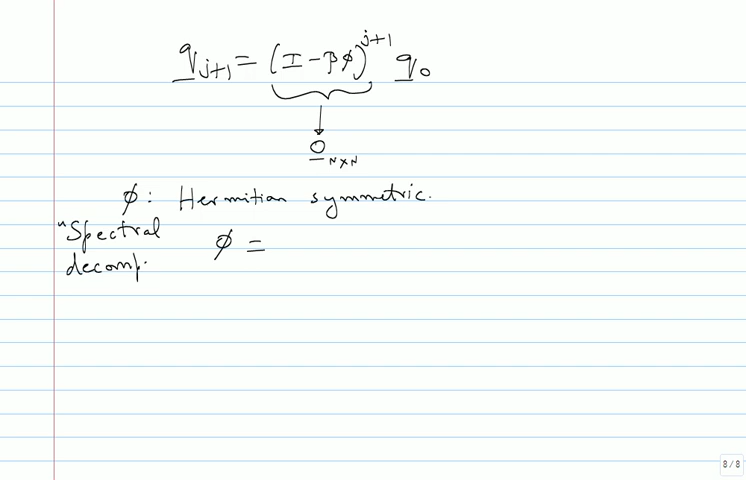 q_{j+1} = (I - βφ)^{j+1} q_0
0_{N×N}
φ: Hermitian symmetric.
"Spectral
decomp. φ =
8/8